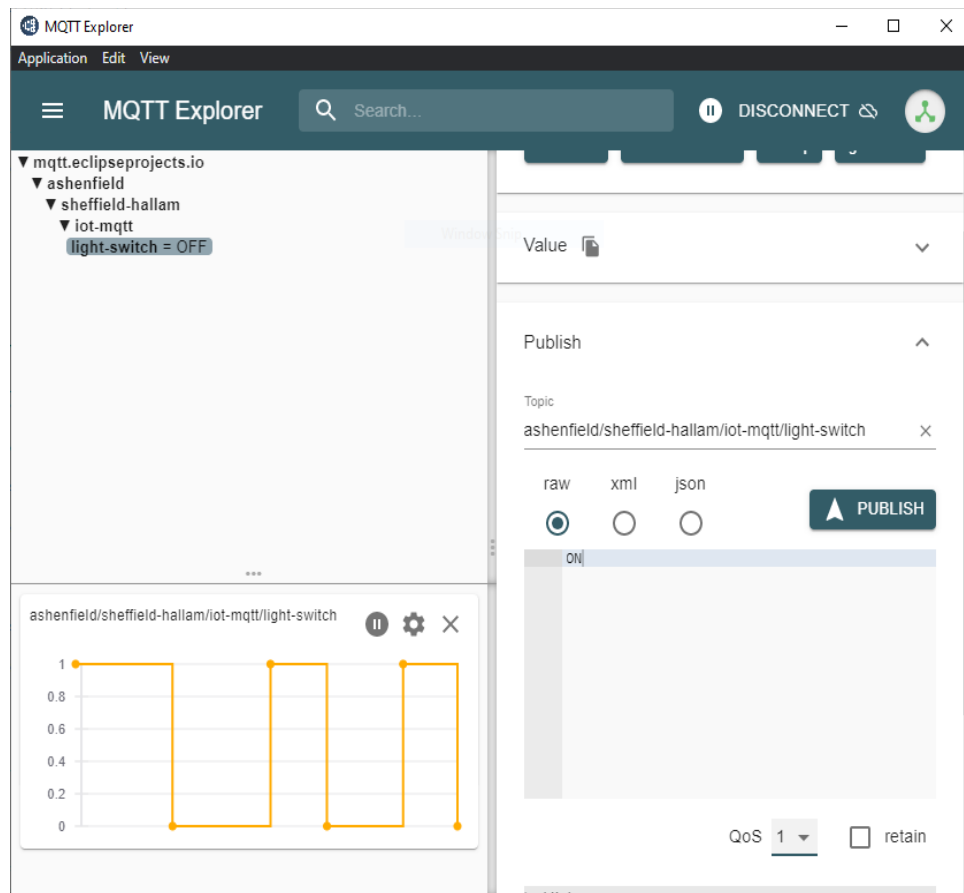 MQTT Explorer
Application Edit View
MQTT Explorer
Search...
DISCONNECT
▼ mqtt.eclipseprojects.io
▼ ashenfield
▼ sheffield-hallam
▼ iot-mqtt
light-switch = OFF
Window Snip
Value
Publish
Topic
ashenfield/sheffield-hallam/iot-mqtt/light-switch
raw xml json
PUBLISH
ON
QoS 1 retain
ashenfield/sheffield-hallam/iot-mqtt/light-switch
1
0.8
0.6
0.4
0.2
0